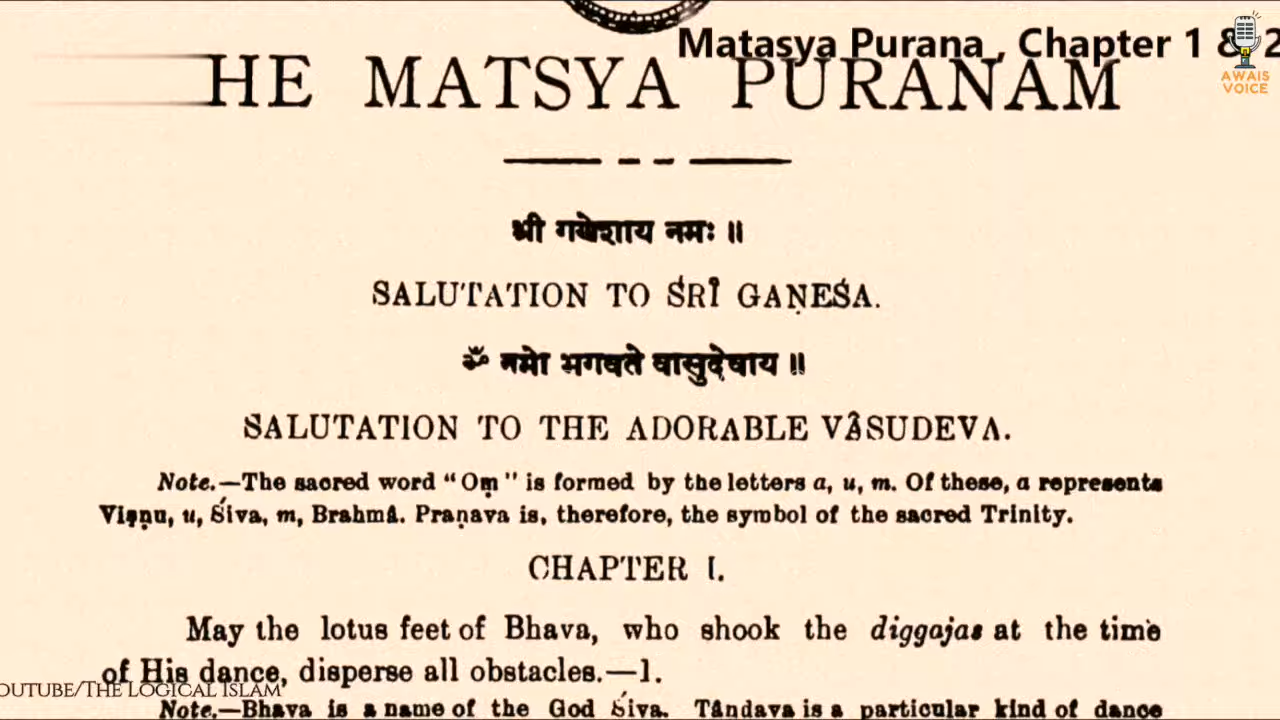 Matasya Purana , Chapter 1 & 2
AWAIS
VOICE
HE MATSYA PURANAM
श्री गणेशाय नमः ॥
SALUTATION TO ŚRÎ GAṆEŚA.
ॐ नमो भगवते वासुदेवाय ॥
SALUTATION TO THE ADORABLE VÂSUDEVA.
Note.—The sacred word “Oṃ” is formed by the letters a, u, m. Of these, a represents
Viṣṇu, u, Śiva, m, Brahmâ. Praṇava is, therefore, the symbol of the sacred Trinity.
CHAPTER I.
May the lotus feet of Bhava, who shook the diggajas at the time
of His dance, disperse all obstacles.—1.
OUTUBE/THE LOGICAL ISLAM
Note.—Bhava is a name of the God Śiva. Tândava is a particular kind of dance